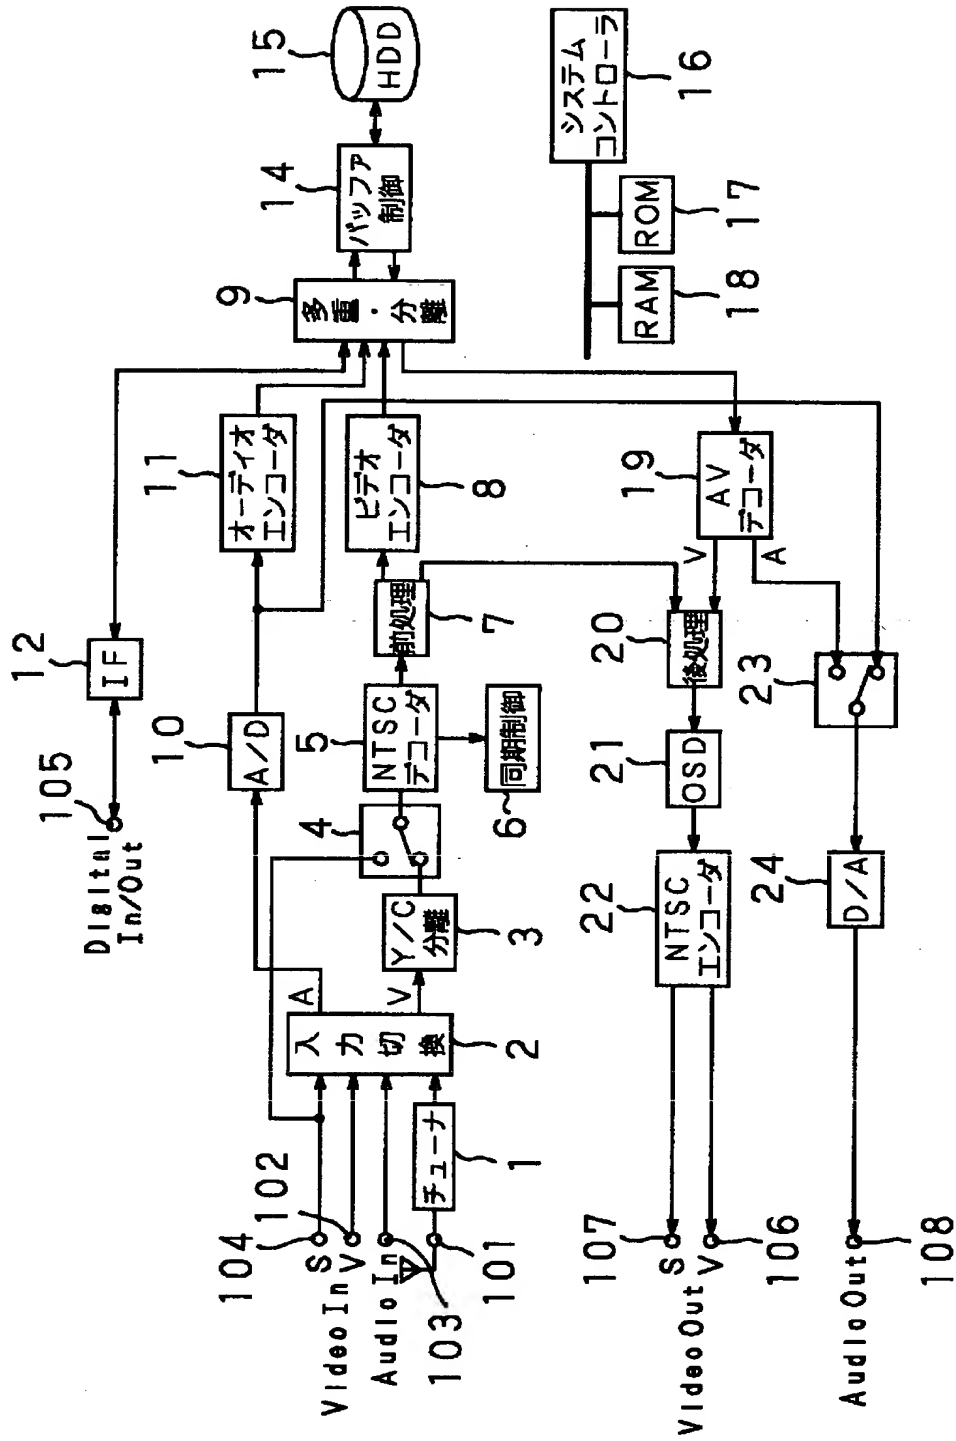 Digital
In/Out
105
12
IF
10
A/D
11
オーディオ
エンコーダ
9
多重・分離
14
バッファ
制御
15
HDD
104
S
Video In
102
V
Audio In
103
101
チューナ
1
入力切換
2
A
V
Y/C
分離
3
4
5
NTSC
デコーダ
同期制御
6
前処理
7
ビデオ
エンコーダ
8
システム
コントローラ
16
ROM
17
RAM
18
19
AV
デコーダ
V
A
20
後処理
21
OSD
22
NTSC
エンコーダ
107
S
Video Out
V
106
23
24
D/A
Audio Out
108